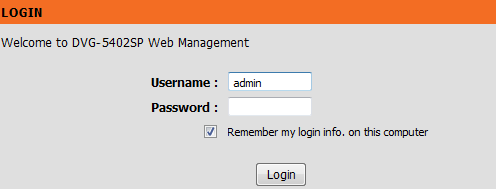 LOGIN
Welcome to DVG-5402SP Web Management
Username : admin
Password :
Remember my login info. on this computer
Login